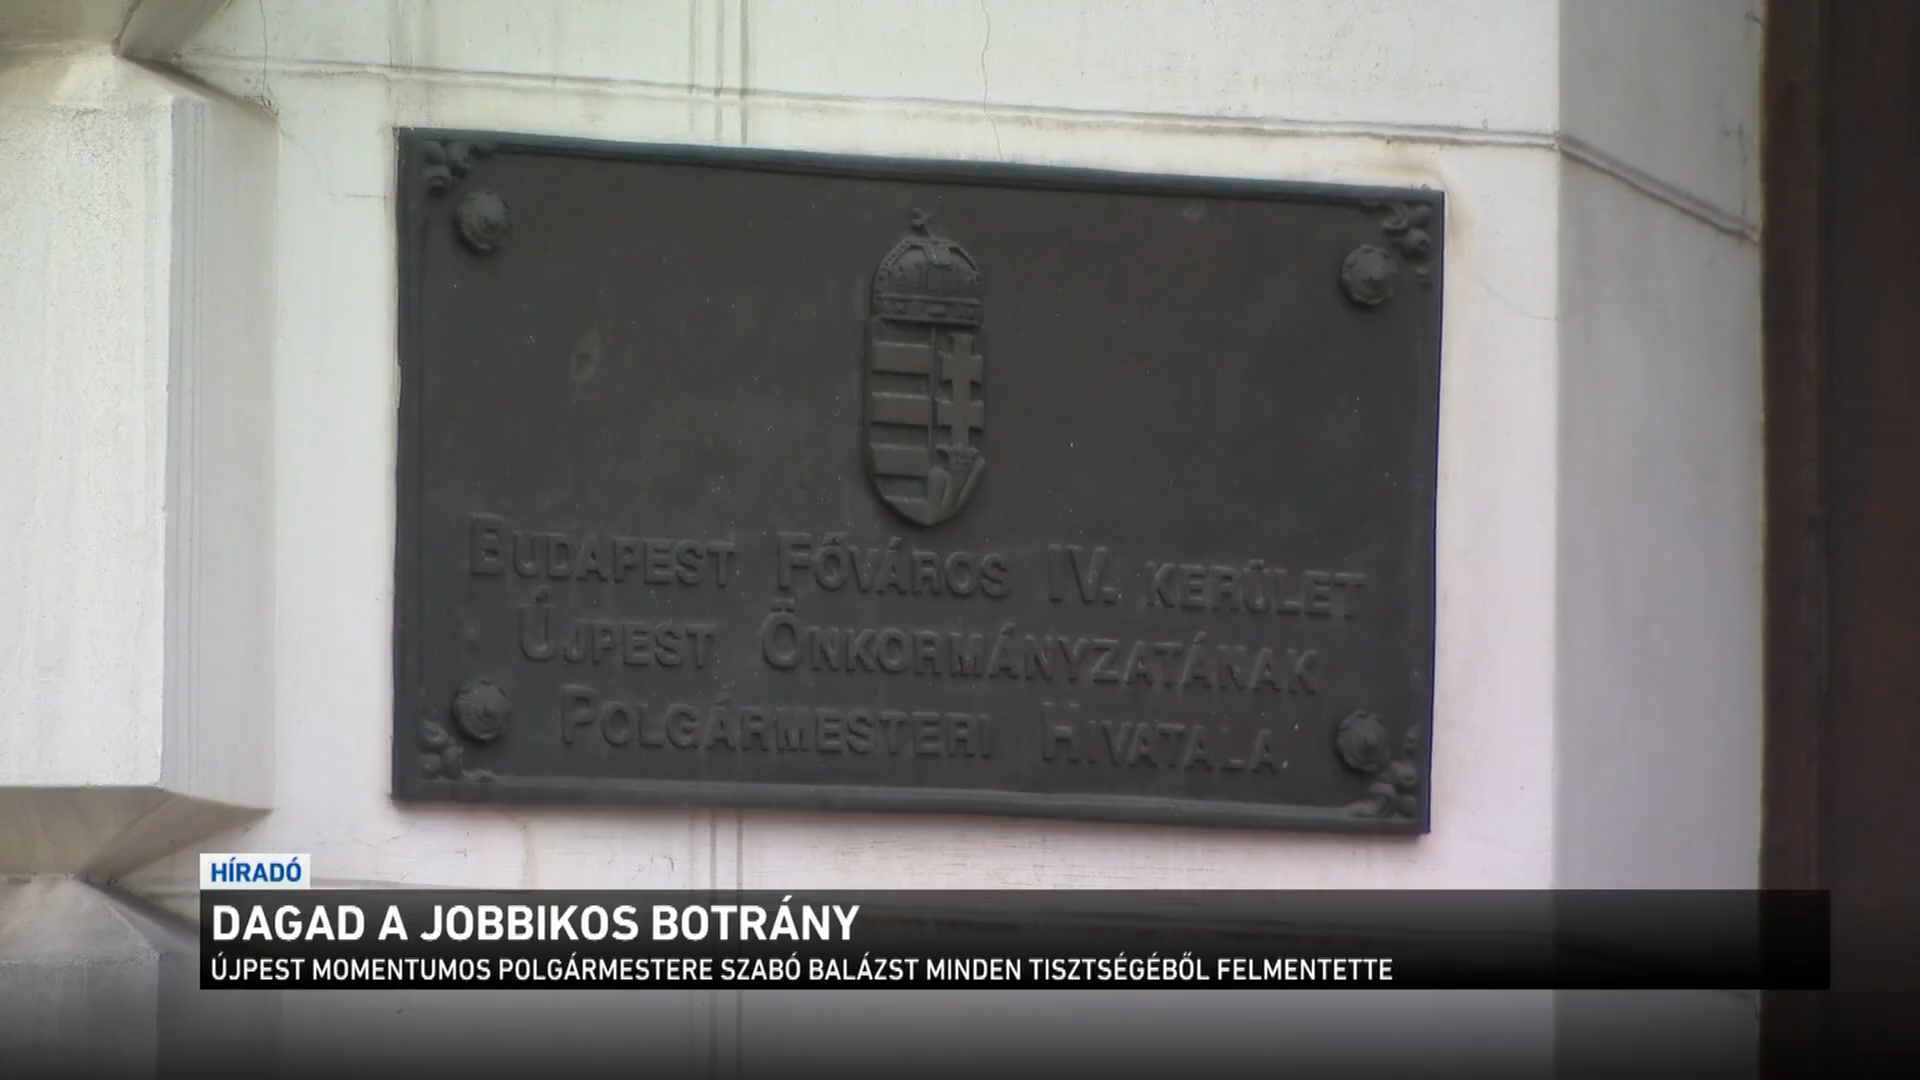 BUDAPEST FŐVÁROS IV. KERÜLET
ÚJPEST ÖNKORMÁNYZATÁNAK
POLGÁRMESTERI HIVATALA
HÍRADÓ
DAGAD A JOBBIKOS BOTRÁNY
ÚJPEST MOMENTUMOS POLGÁRMESTERE SZABÓ BALÁZST MINDEN TISZTSÉGÉBŐL FELMENTETTE